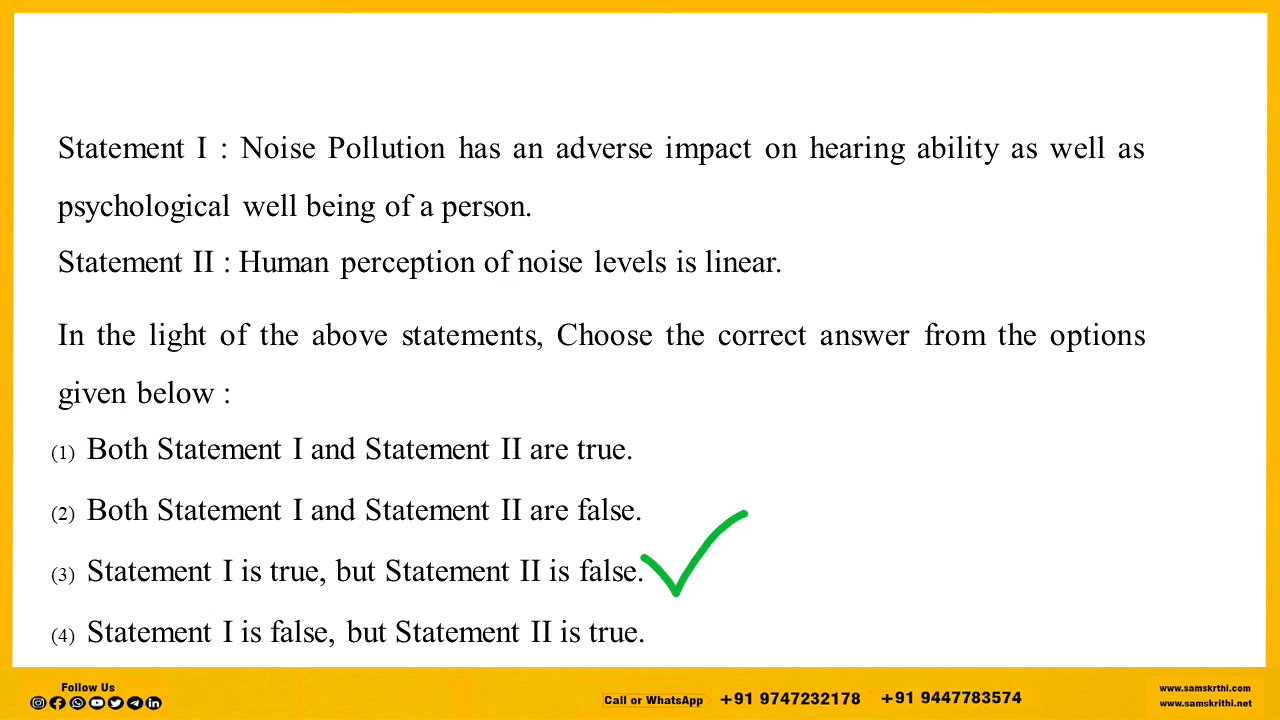 Statement I : Noise Pollution has an adverse impact on hearing ability as well as
psychological well being of a person.
Statement II : Human perception of noise levels is linear.
In the light of the above statements, Choose the correct answer from the options
given below :
(1) Both Statement I and Statement II are true.
(2) Both Statement I and Statement II are false.
(3) Statement I is true, but Statement II is false.
(4) Statement I is false, but Statement II is true.
Follow Us
Call or WhatsApp +91 9747232178 +91 9447783574
www.samskrthi.com
www.samskrithi.net